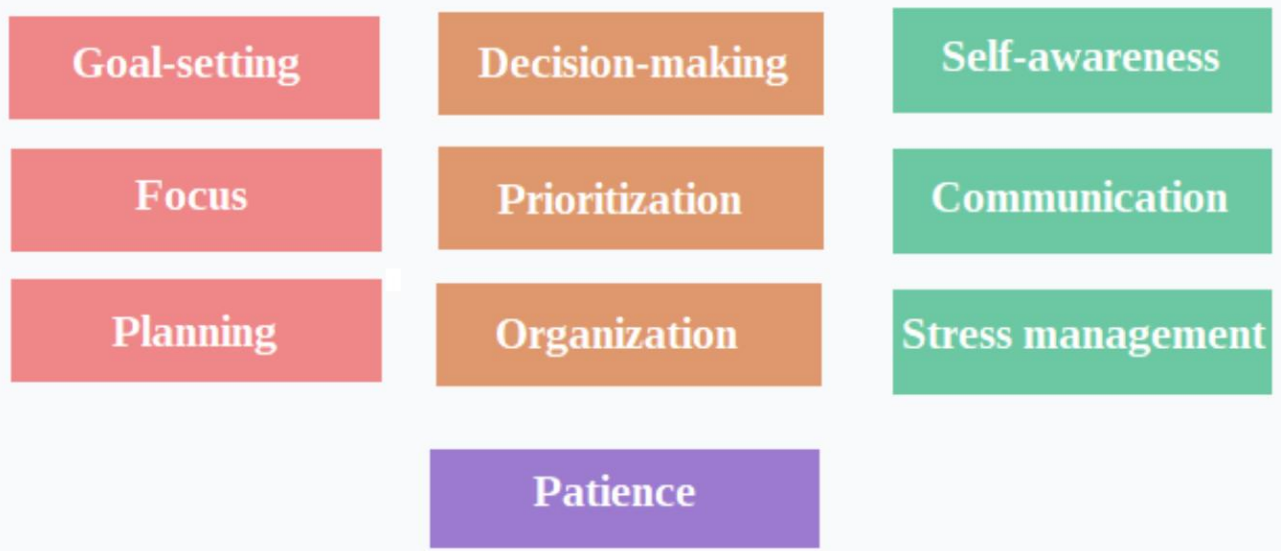 Goal-setting
Decision-making
Self-awareness
Focus
Prioritization
Communication
Planning
Organization
Stress management
Patience